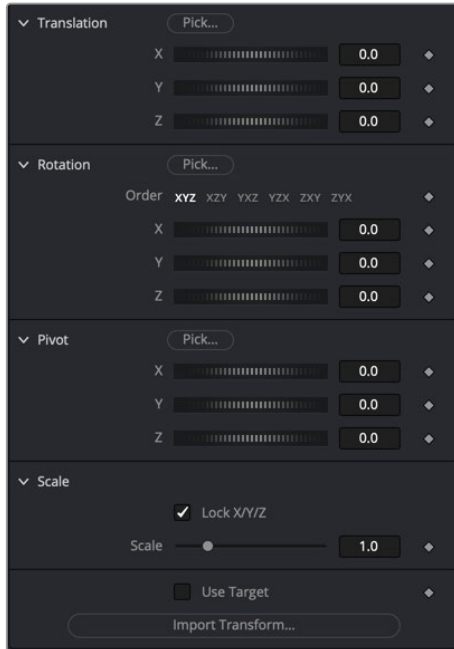 Translation Pick...
X 0.0
Y 0.0
Z 0.0
Rotation Pick...
Order XYZ XZY YXZ YZX ZXY ZYX
X 0.0
Y 0.0
Z 0.0
Pivot Pick...
X 0.0
Y 0.0
Z 0.0
Scale
Lock X/Y/Z
Scale 1.0
Use Target
Import Transform...